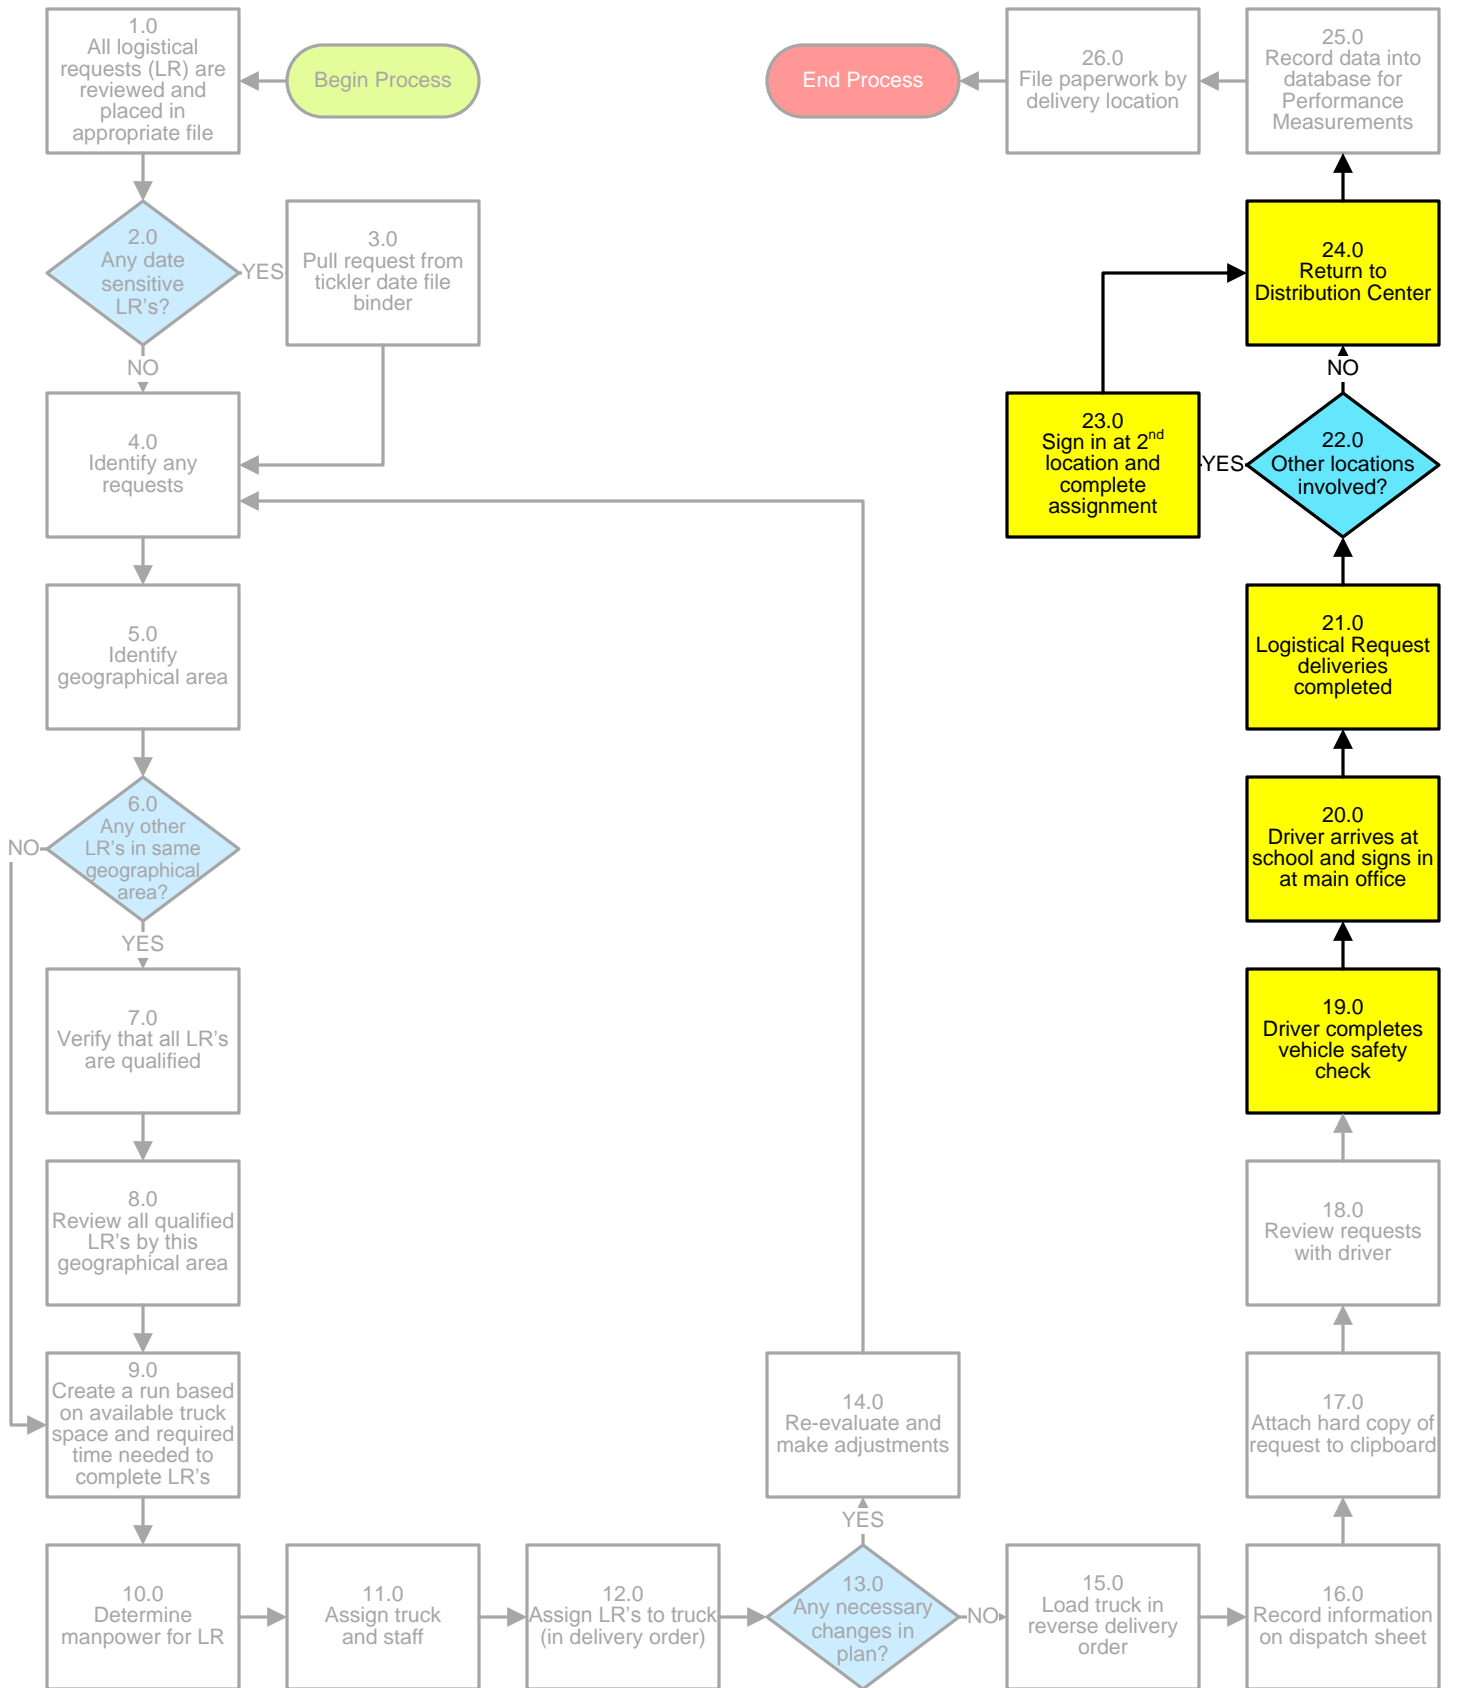 1.0
All logistical
requests (LR) are
reviewed and
placed in
appropriate file
Begin Process
End Process
26.0
File paperwork by
delivery location
25.0
Record data into
database for
Performance
Measurements
2.0
Any date
sensitive
LR's?
YES
NO
3.0
Pull request from
tickler date file
binder
24.0
Return to
Distribution Center
4.0
Identify any
requests
23.0
Sign in at 2nd
location and
complete
assignment
YES
NO
22.0
Other locations
involved?
5.0
Identify
geographical area
21.0
Logistical Request
deliveries
completed
6.0
Any other
LR's in same
geographical
area?
NO
YES
20.0
Driver arrives at
school and signs in
at main office
7.0
Verify that all LR's
are qualified
19.0
Driver completes
vehicle safety
check
8.0
Review all qualified
LR's by this
geographical area
18.0
Review requests
with driver
9.0
Create a run based
on available truck
space and required
time needed to
complete LR's
14.0
Re-evaluate and
make adjustments
17.0
Attach hard copy of
request to clipboard
10.0
Determine
manpower for LR
11.0
Assign truck
and staff
12.0
Assign LR's to truck
(in delivery order)
YES
13.0
Any necessary
changes in
plan?
NO
15.0
Load truck in
reverse delivery
order
16.0
Record information
on dispatch sheet